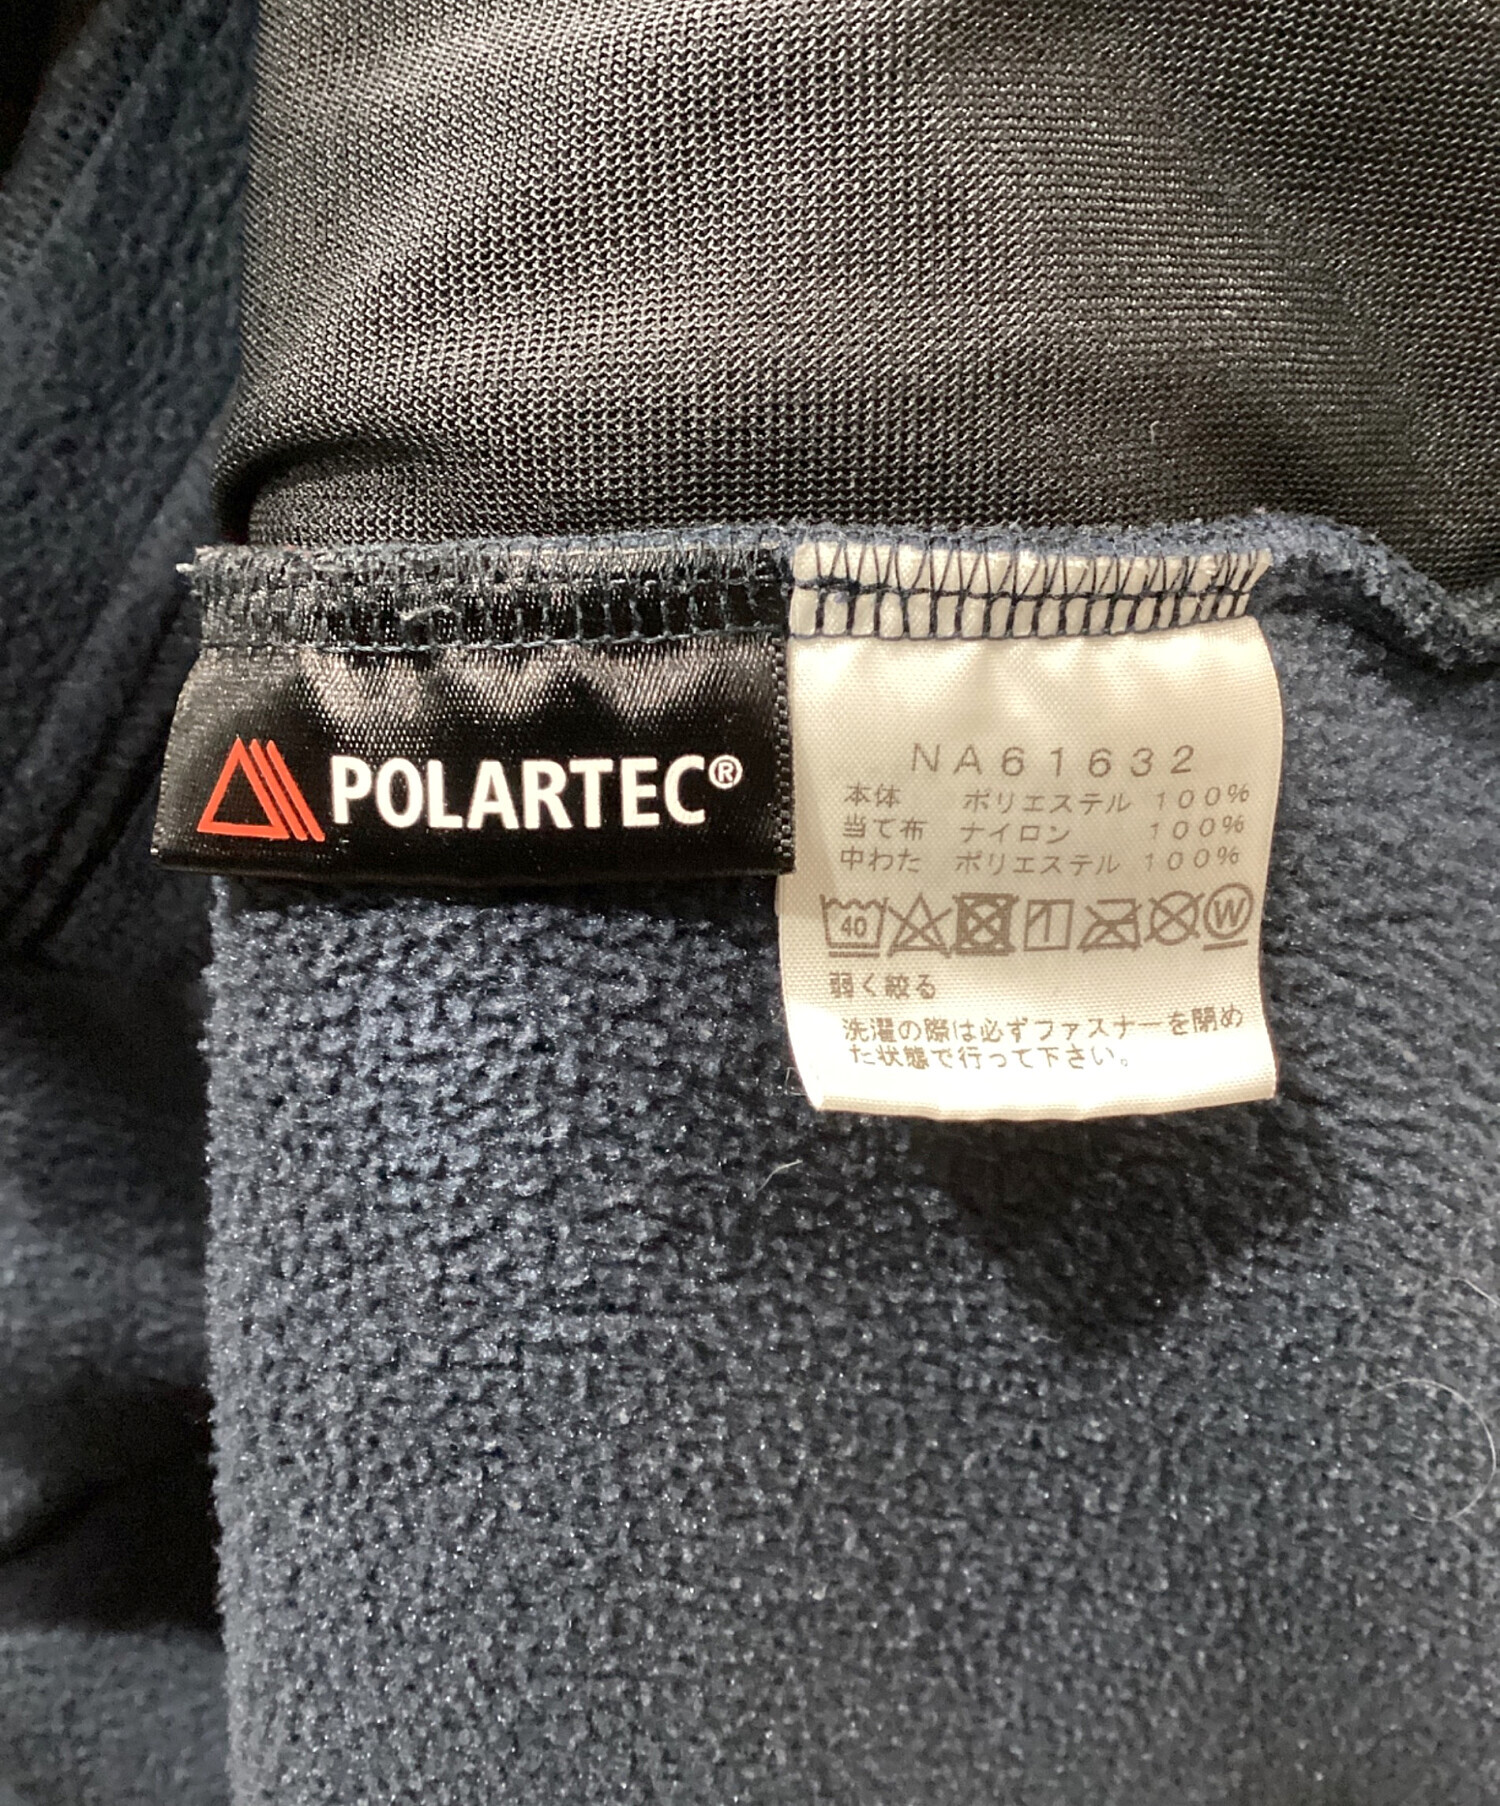 POLARTEC®
NA61632
本体 ポリエステル 100%
当て布 ナイロン 100%
中わた ポリエステル 100%
40 W
弱く絞る
洗濯の際は必ずファスナーを閉め
た状態で行って下さい。